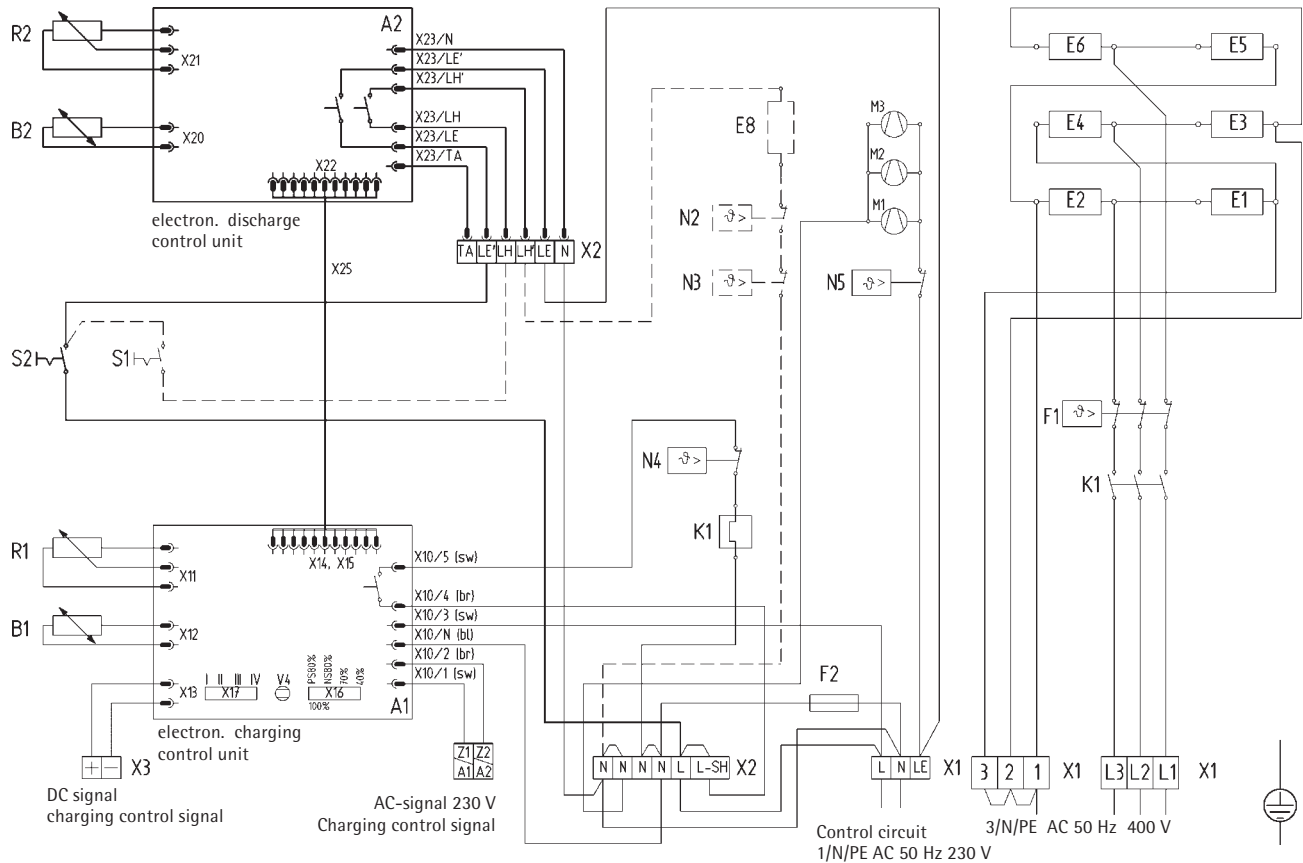 R2
X21
B2
X20
A2
X23/N
X23/LE'
X23/LH'
X23/LH
X23/LE
X23/TA
X22
electron. discharge
control unit
X25
TA LE' LH LH' LE N X2
S2
S1
E8
N2 ϑ>
N3 ϑ>
M3
M2
M1
N5 ϑ>
E6 E5
E4 E3
E2 E1
F1 ϑ>
K1
N4 ϑ>
K1
R1
X11
B1
X12
X13
X14, X15
X10/5 (sw)
X10/4 (br)
X10/3 (sw)
X10/N (bl)
X10/2 (br)
X10/1 (sw)
I II III IV
X17
V4
PS80% NS80% 70% 40%
X16
100%
A1
electron. charging
control unit
F2
+ − X3
DC signal
charging control signal
Z1 Z2
A1 A2
AC-signal 230 V
Charging control signal
N N N N L L-SH X2
L N LE X1
Control circuit
1/N/PE AC 50 Hz 230 V
3 2 1 X1
L3 L2 L1 X1
3/N/PE AC 50 Hz 400 V